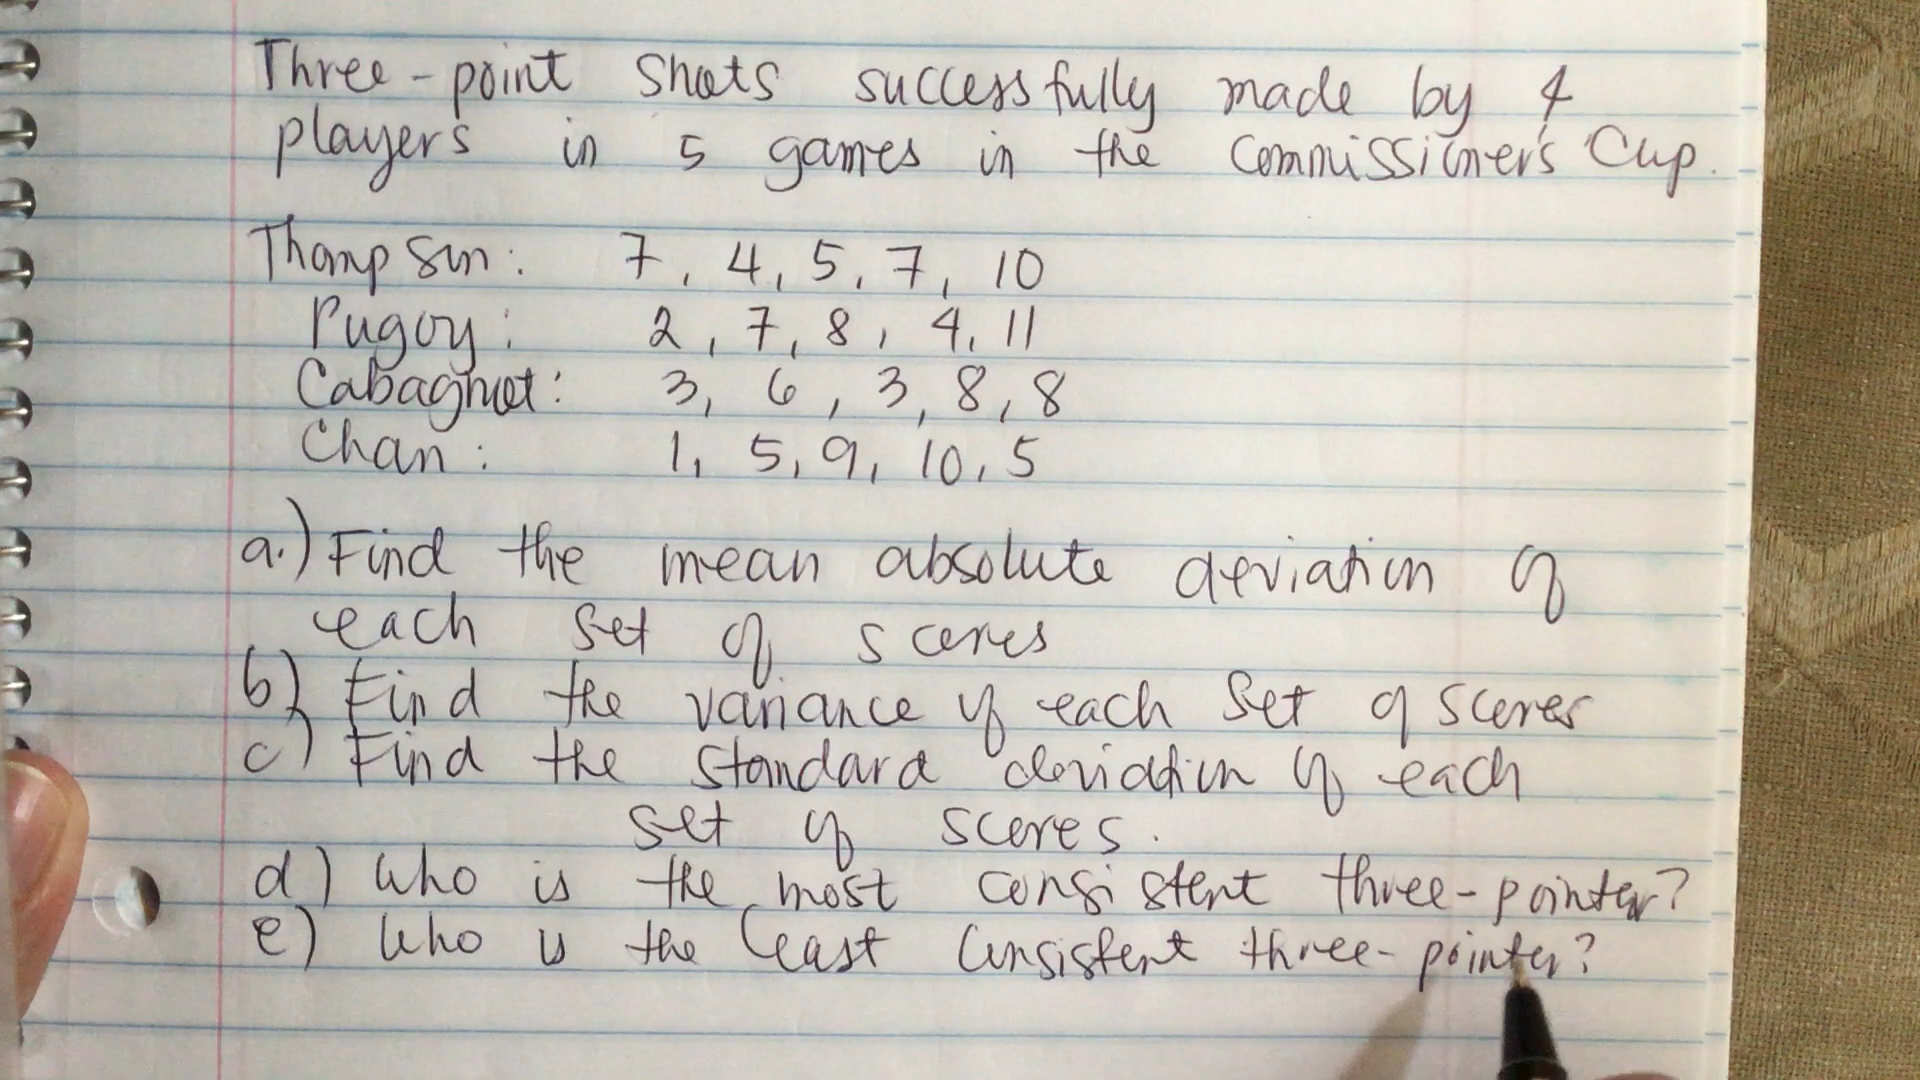 Three-point shots successfully made by 4
players in 5 games in the Commissioner's Cup.
Thompson: 7, 4, 5, 7, 10
Pugoy: 2, 7, 8, 4, 11
Cabagnot: 3, 6, 3, 8, 8
Chan: 1, 5, 9, 10, 5
a.) Find the mean absolute deviation of
each set of scores
b) Find the variance of each set of scores
c) Find the standard deviation of each
set of scores.
d) Who is the most consistent three-pointer?
e) Who is the least consistent three-pointer?